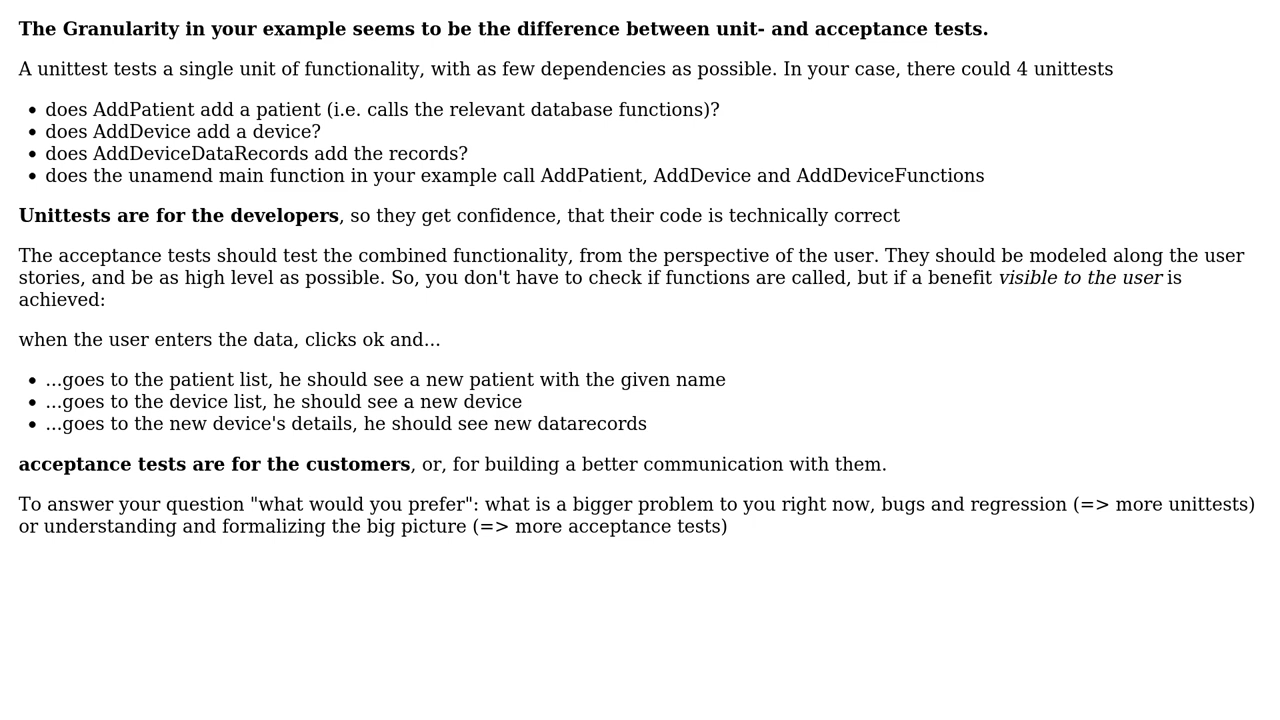 The Granularity in your example seems to be the difference between unit- and acceptance tests.
A unittest tests a single unit of functionality, with as few dependencies as possible. In your case, there could 4 unittests
• does AddPatient add a patient (i.e. calls the relevant database functions)?
• does AddDevice add a device?
• does AddDeviceDataRecords add the records?
• does the unamend main function in your example call AddPatient, AddDevice and AddDeviceFunctions
Unittests are for the developers, so they get confidence, that their code is technically correct
The acceptance tests should test the combined functionality, from the perspective of the user. They should be modeled along the user
stories, and be as high level as possible. So, you don't have to check if functions are called, but if a benefit visible to the user is
achieved:
when the user enters the data, clicks ok and...
• ...goes to the patient list, he should see a new patient with the given name
• ...goes to the device list, he should see a new device
• ...goes to the new device's details, he should see new datarecords
acceptance tests are for the customers, or, for building a better communication with them.
To answer your question "what would you prefer": what is a bigger problem to you right now, bugs and regression (=> more unittests)
or understanding and formalizing the big picture (=> more acceptance tests)